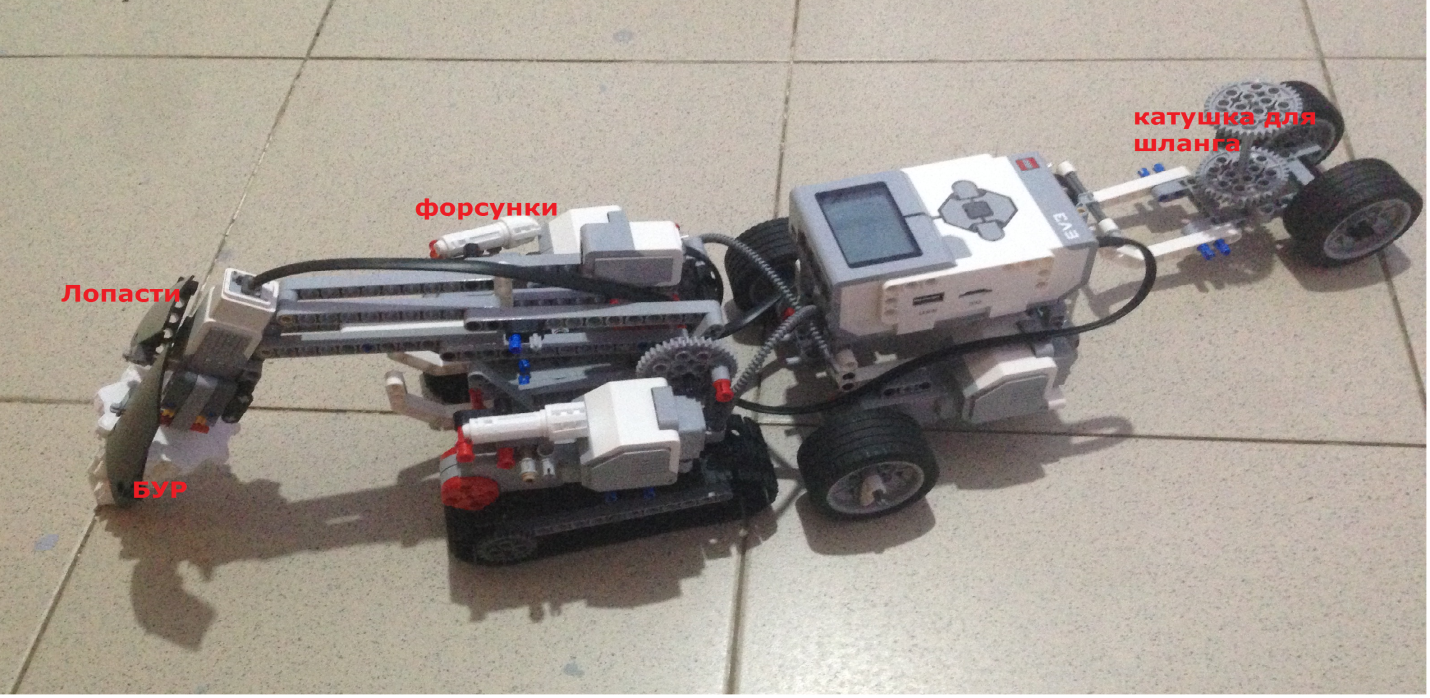 катушка для
шланга
форсунки
Лопасти
БУР
EV3